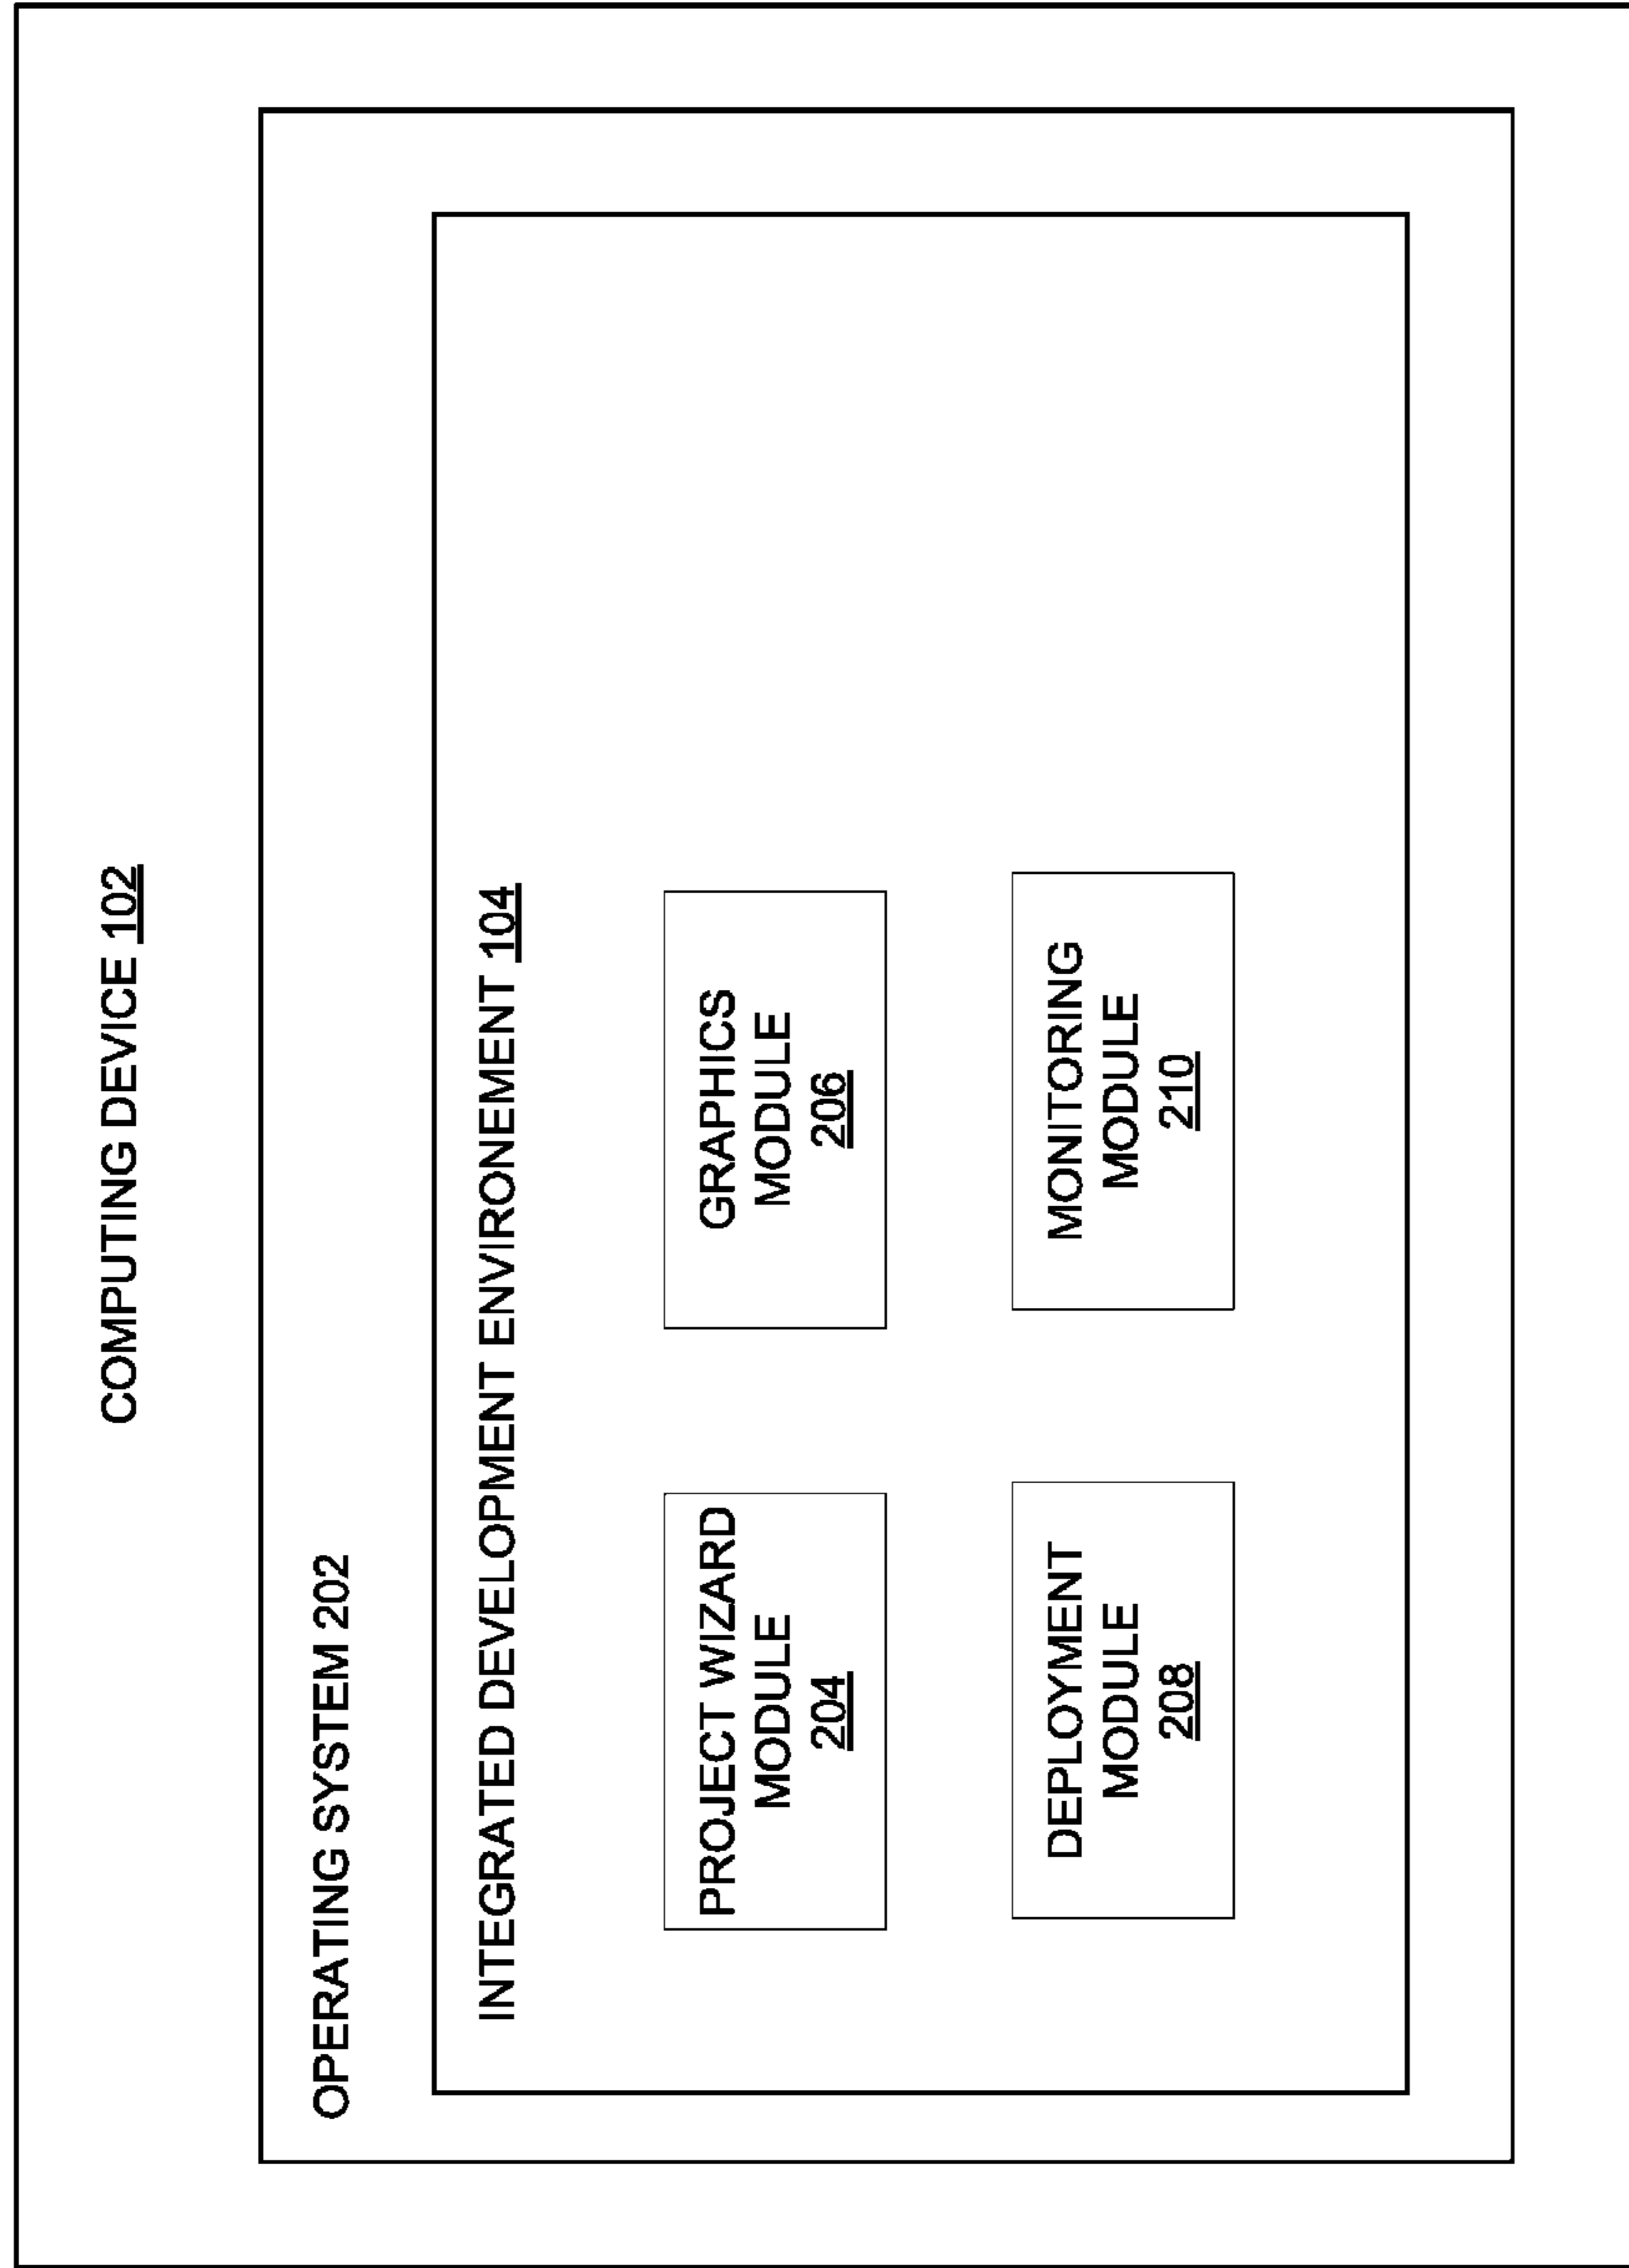 COMPUTING DEVICE 102
OPERATING SYSTEM 202
INTEGRATED DEVELOPMENT ENVIRONEMENT 104
PROJECT WIZARD
MODULE
204
GRAPHICS
MODULE
206
DEPLOYMENT
MODULE
208
MONITORING
MODULE
210